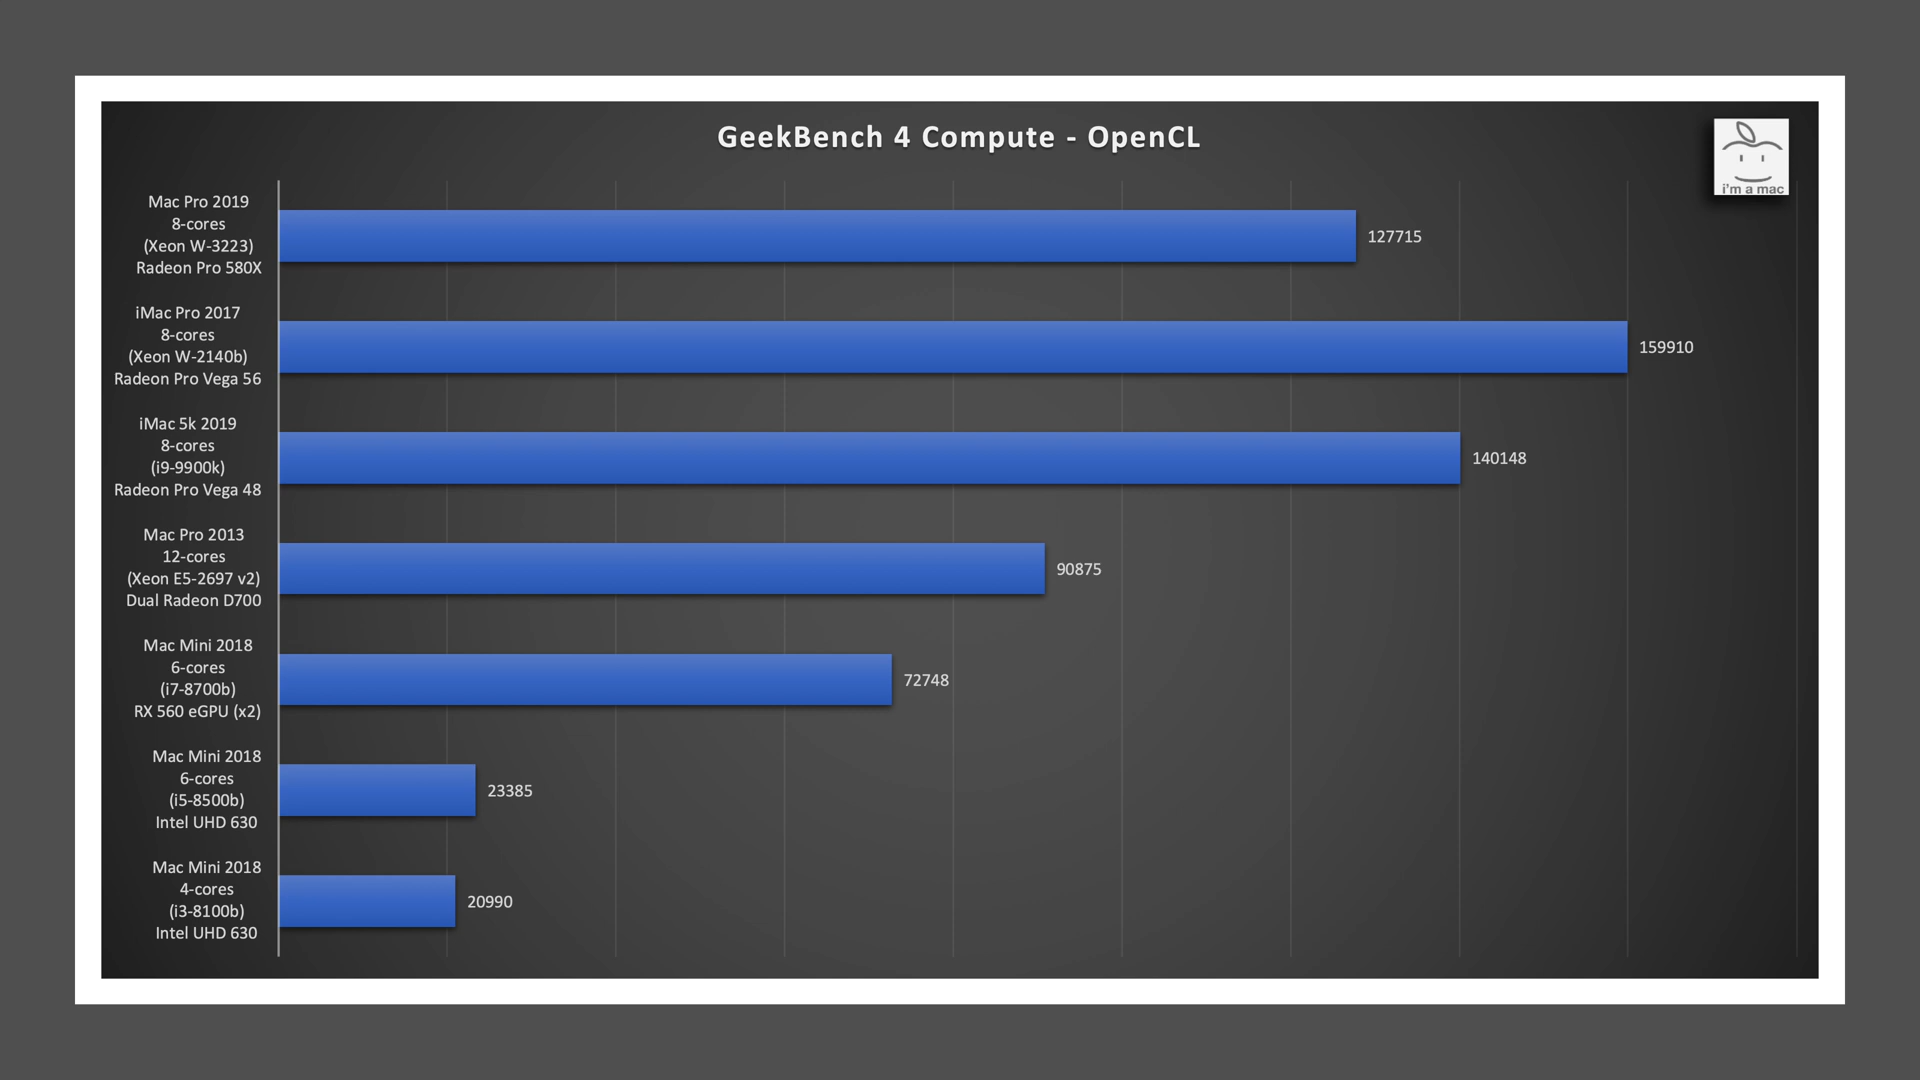 GeekBench 4 Compute - OpenCL
i'm a mac
Mac Pro 2019
8-cores
(Xeon W-3223)
Radeon Pro 580X
127715
iMac Pro 2017
8-cores
(Xeon W-2140b)
Radeon Pro Vega 56
159910
iMac 5k 2019
8-cores
(i9-9900k)
Radeon Pro Vega 48
140148
Mac Pro 2013
12-cores
(Xeon E5-2697 v2)
Dual Radeon D700
90875
Mac Mini 2018
6-cores
(i7-8700b)
RX 560 eGPU (x2)
72748
Mac Mini 2018
6-cores
(i5-8500b)
Intel UHD 630
23385
Mac Mini 2018
4-cores
(i3-8100b)
Intel UHD 630
20990